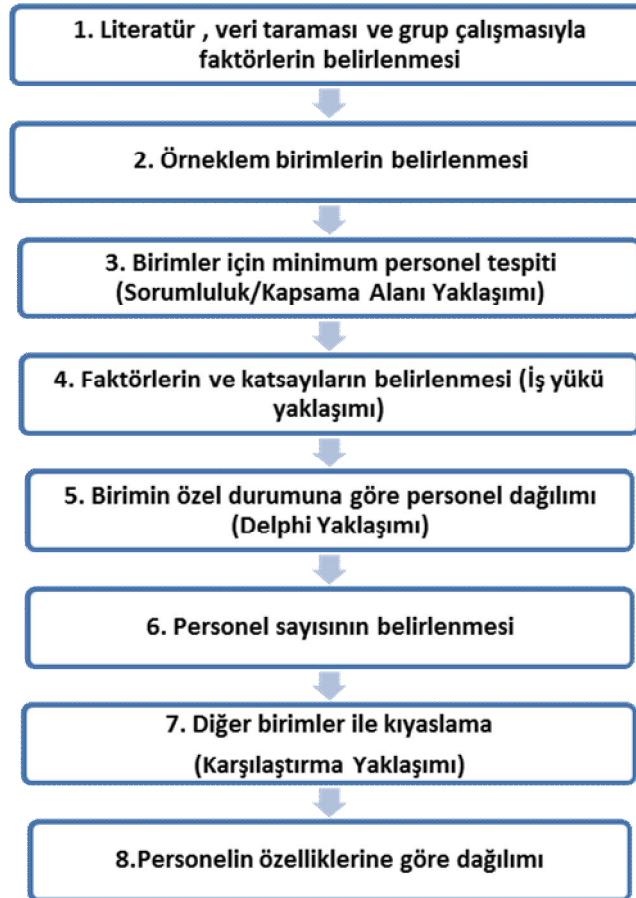 1. Literatür , veri taraması ve grup çalışmasıyla
faktörlerin belirlenmesi
2. Örneklem birimlerin belirlenmesi
3. Birimler için minimum personel tespiti
(Sorumluluk/Kapsama Alanı Yaklaşımı)
4. Faktörlerin ve katsayıların belirlenmesi (İş yükü
yaklaşımı)
5. Birimin özel durumuna göre personel dağılımı
(Delphi Yaklaşımı)
6. Personel sayısının belirlenmesi
7. Diğer birimler ile kıyaslama
(Karşılaştırma Yaklaşımı)
8.Personelin özelliklerine göre dağılımı